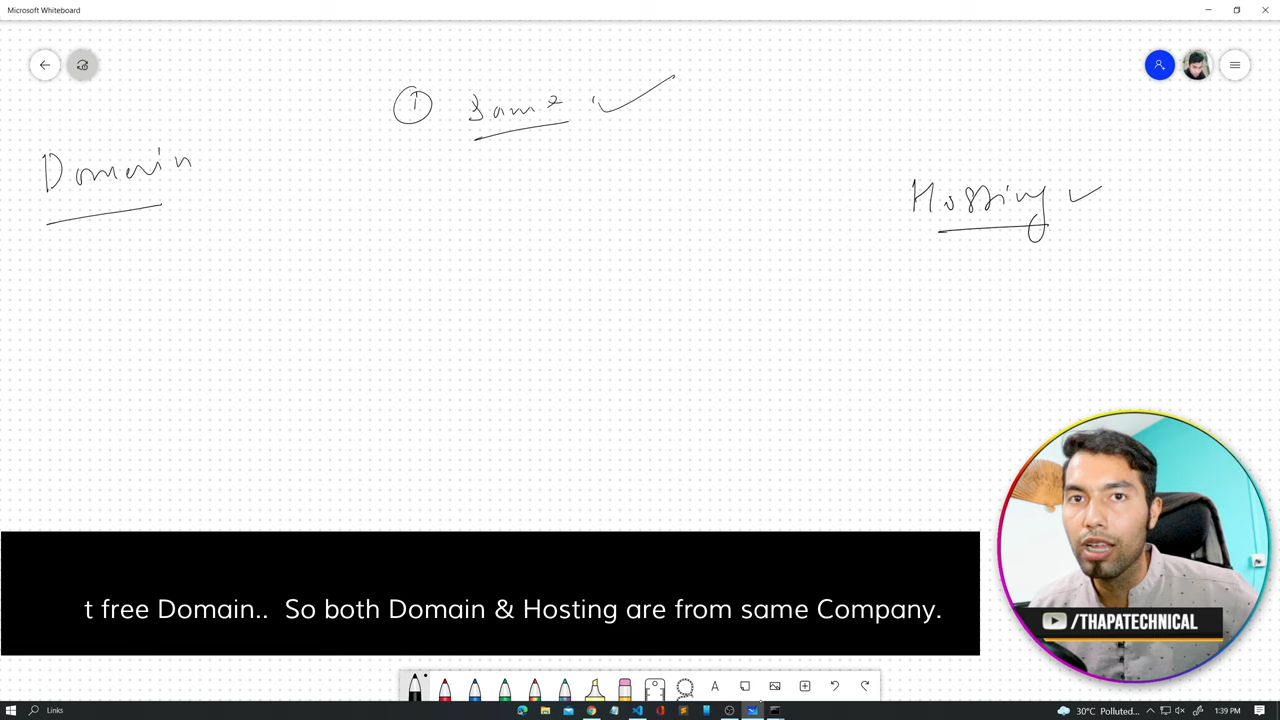 Microsoft Whiteboard
① Same
Domain
Hosting
t free Domain.. So both Domain & Hosting are from same Company.
/THAPATECHNICAL
A
Links
30°C Polluted... 1:39 PM